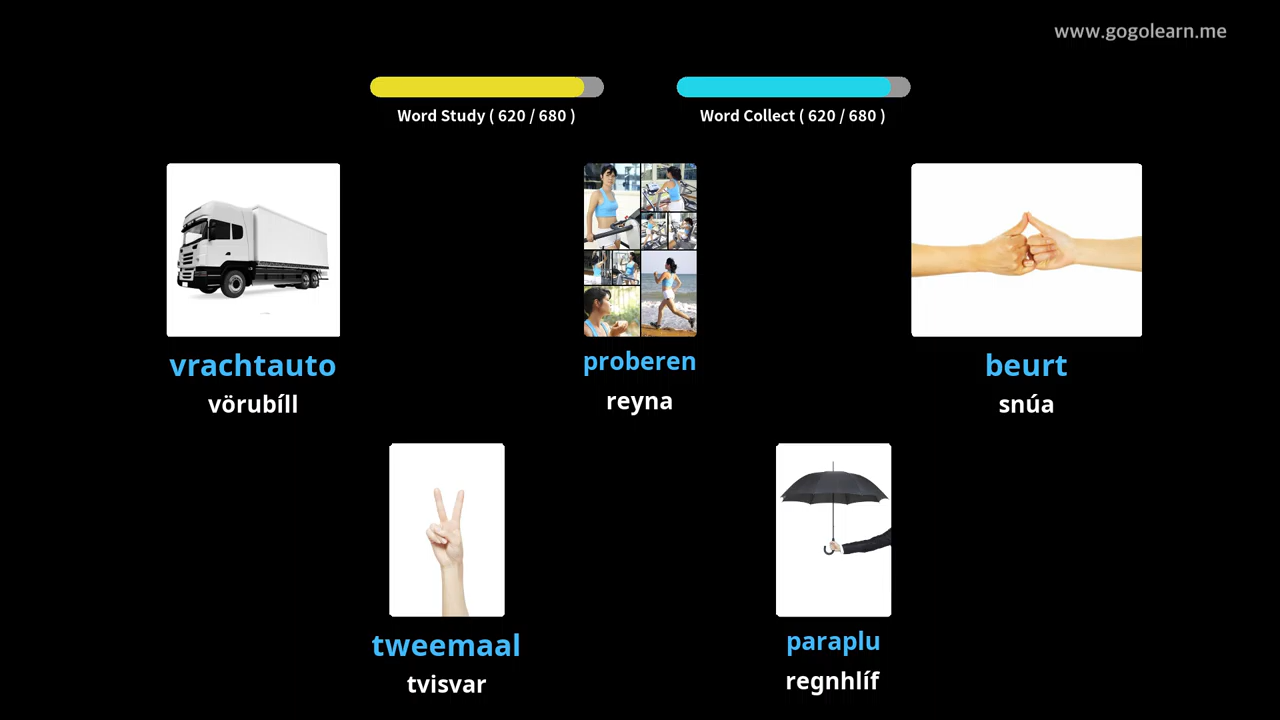 www.gogolearn.me
Word Study ( 620 / 680 )
Word Collect ( 620 / 680 )
vrachtauto
vörubíll
proberen
reyna
beurt
snúa
tweemaal
tvisvar
paraplu
regnhlíf